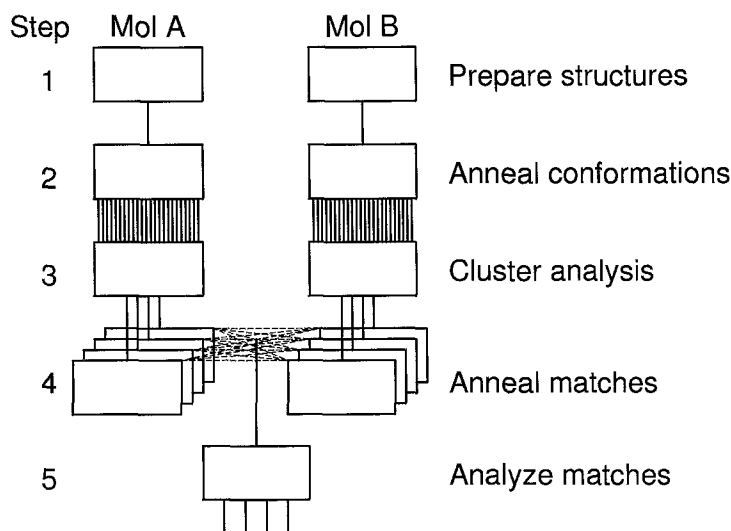 Step Mol A Mol B
1 Prepare structures
2 Anneal conformations
3 Cluster analysis
4 Anneal matches
5 Analyze matches